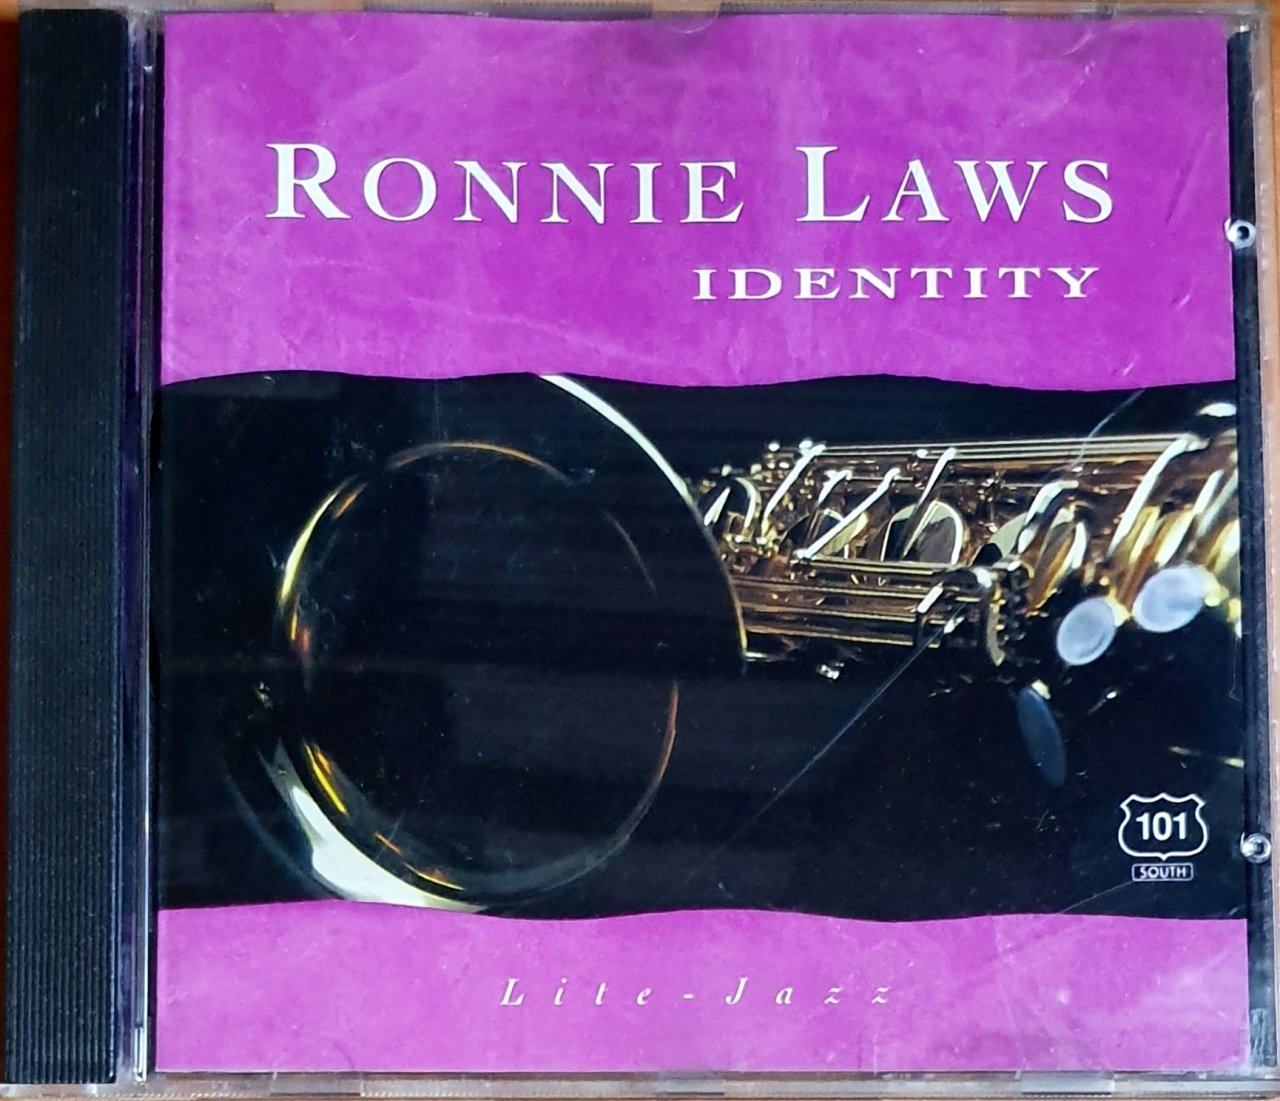 RONNIE LAWS
IDENTITY
101
SOUTH
Lite-Jazz